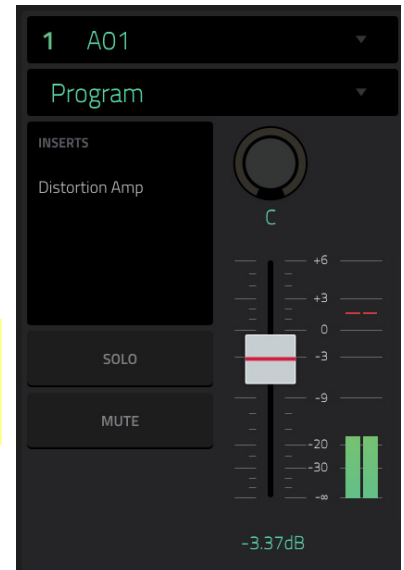 1 A01
Program
INSERTS
Distortion Amp
C
+6
+3
0
-3
SOLO
-9
MUTE
-20
-30
-∞
-3.37dB